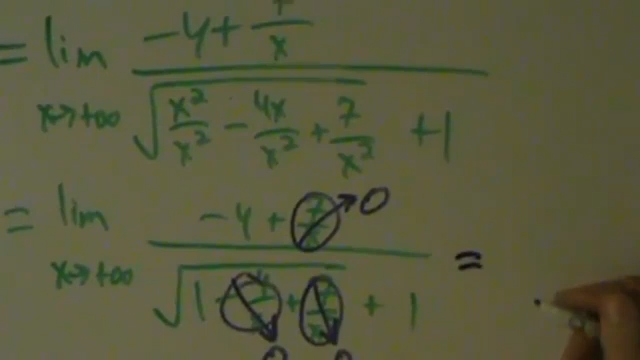 = lim x→+∞ (-4 + 7/x) / (√(x²/x² - 4x/x² + 7/x²) + 1)
= lim x→+∞ (-4 + 7/x → 0) / (√(1 - 4/x + 7/x²) + 1) =
0 0